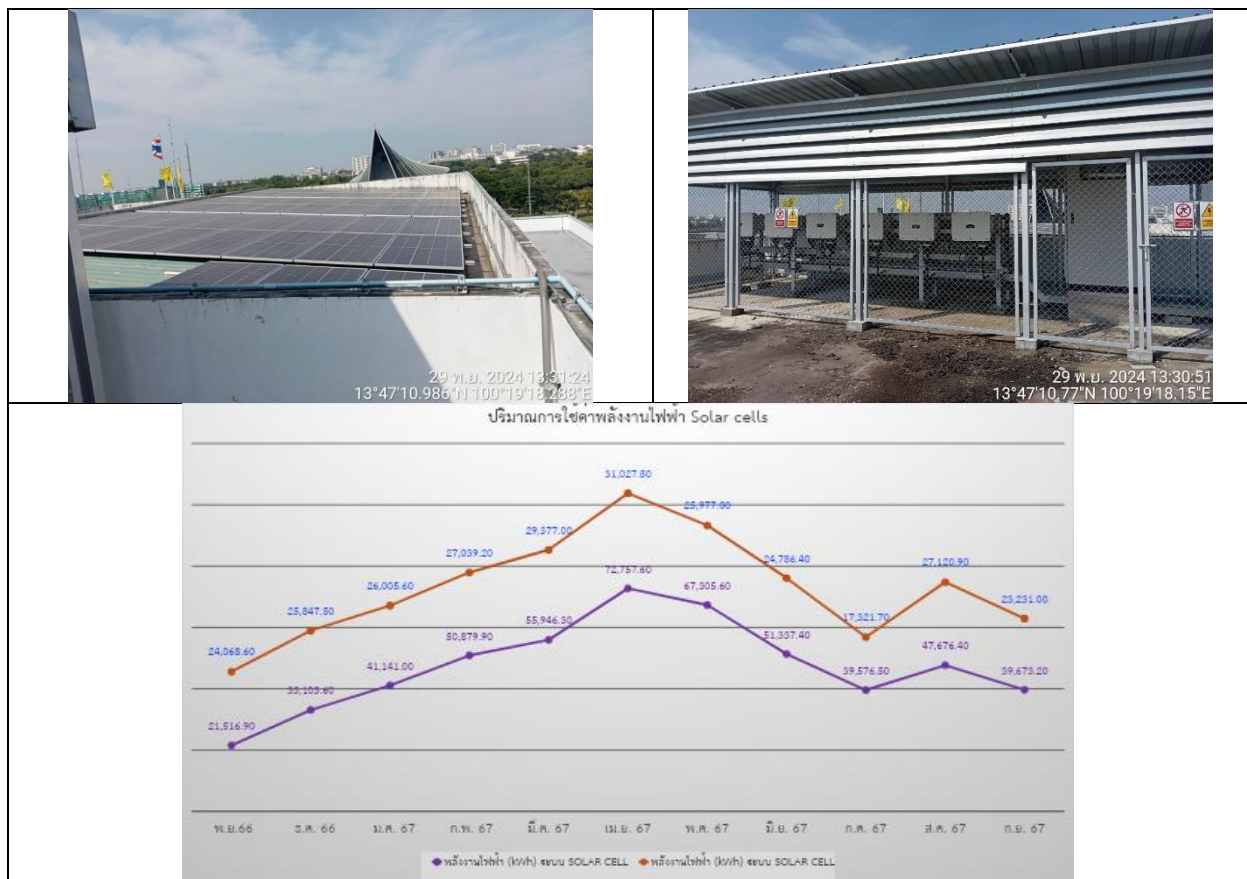 29 พ.ย. 2024 13:31:24
13°47'10.986"N 100°19'18.288"E
29 พ.ย. 2024 13:30:51
13°47'10.77"N 100°19'18.15"E
ปริมาณการใช้ค่าพลังงานไฟฟ้า Solar cells
24,068.60 25,847.50 26,005.60 27,039.20 29,377.00 31,027.80 25,977.00 24,786.40 17,321.70 27,120.90 23,231.00
21,516.90 33,103.60 41,141.00 50,879.90 55,946.30 72,757.60 67,305.60 51,337.40 39,576.50 47,676.40 39,673.20
พ.ย.66 ธ.ค. 66 ม.ค. 67 ก.พ. 67 มี.ค. 67 เม.ย. 67 พ.ค. 67 มิ.ย. 67 ก.ค. 67 ส.ค. 67 ก.ย. 67
พลังงานไฟฟ้า (kWh) ระบบ SOLAR CELL พลังงานไฟฟ้า (kWh) ระบบ SOLAR CELL